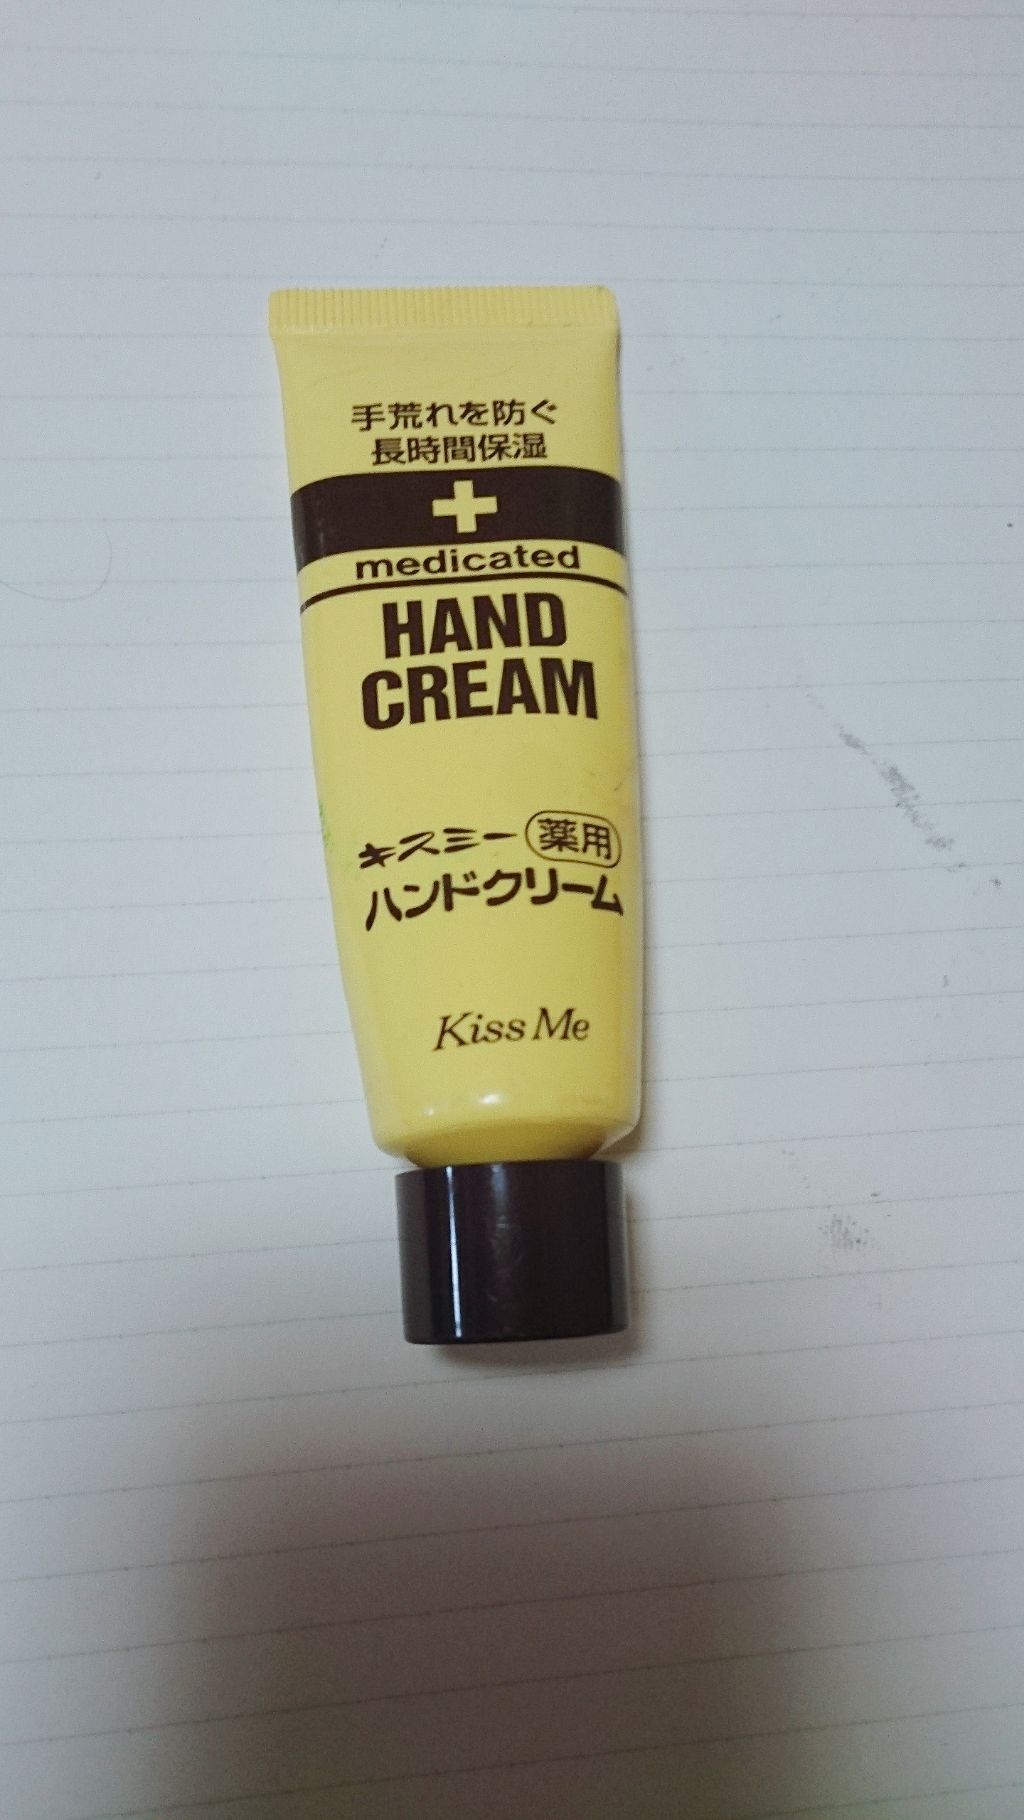 手荒れを防ぐ
長時間保湿
medicated
HAND
CREAM
キスミー 薬用
ハンドクリーム
Kiss Me